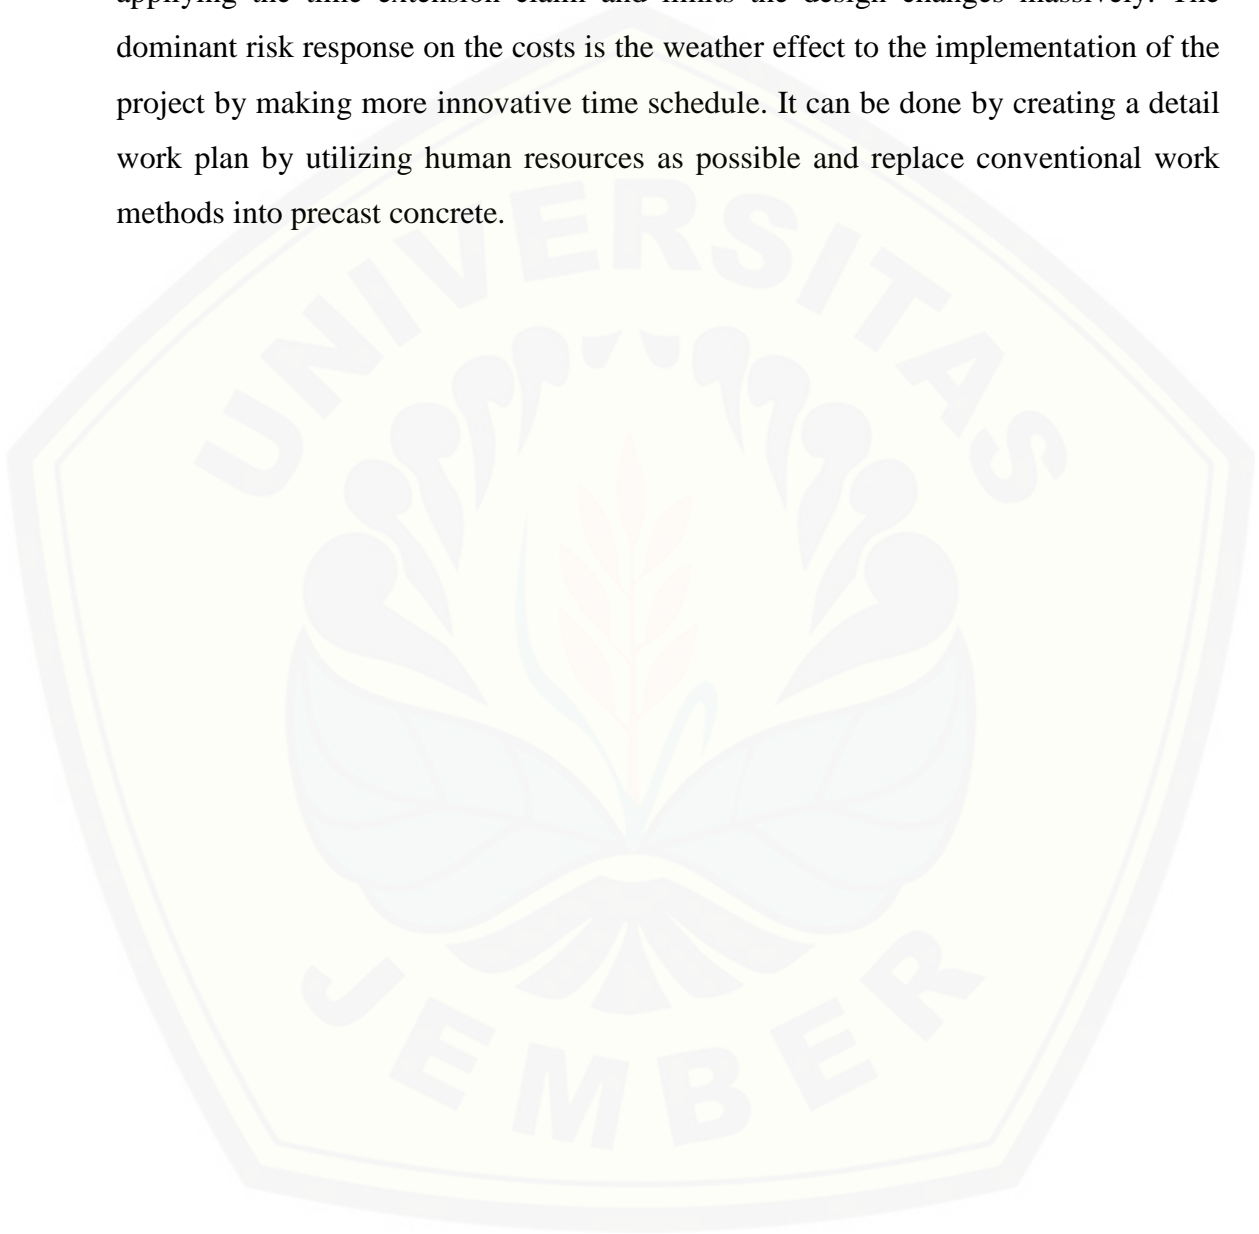 applying the time extension claim and limits the design changes massively. The
dominant risk response on the costs is the weather effect to the implementation of the
project by making more innovative time schedule. It can be done by creating a detail
work plan by utilizing human resources as possible and replace conventional work
methods into precast concrete.
UNIVERSITAS
JEMBER